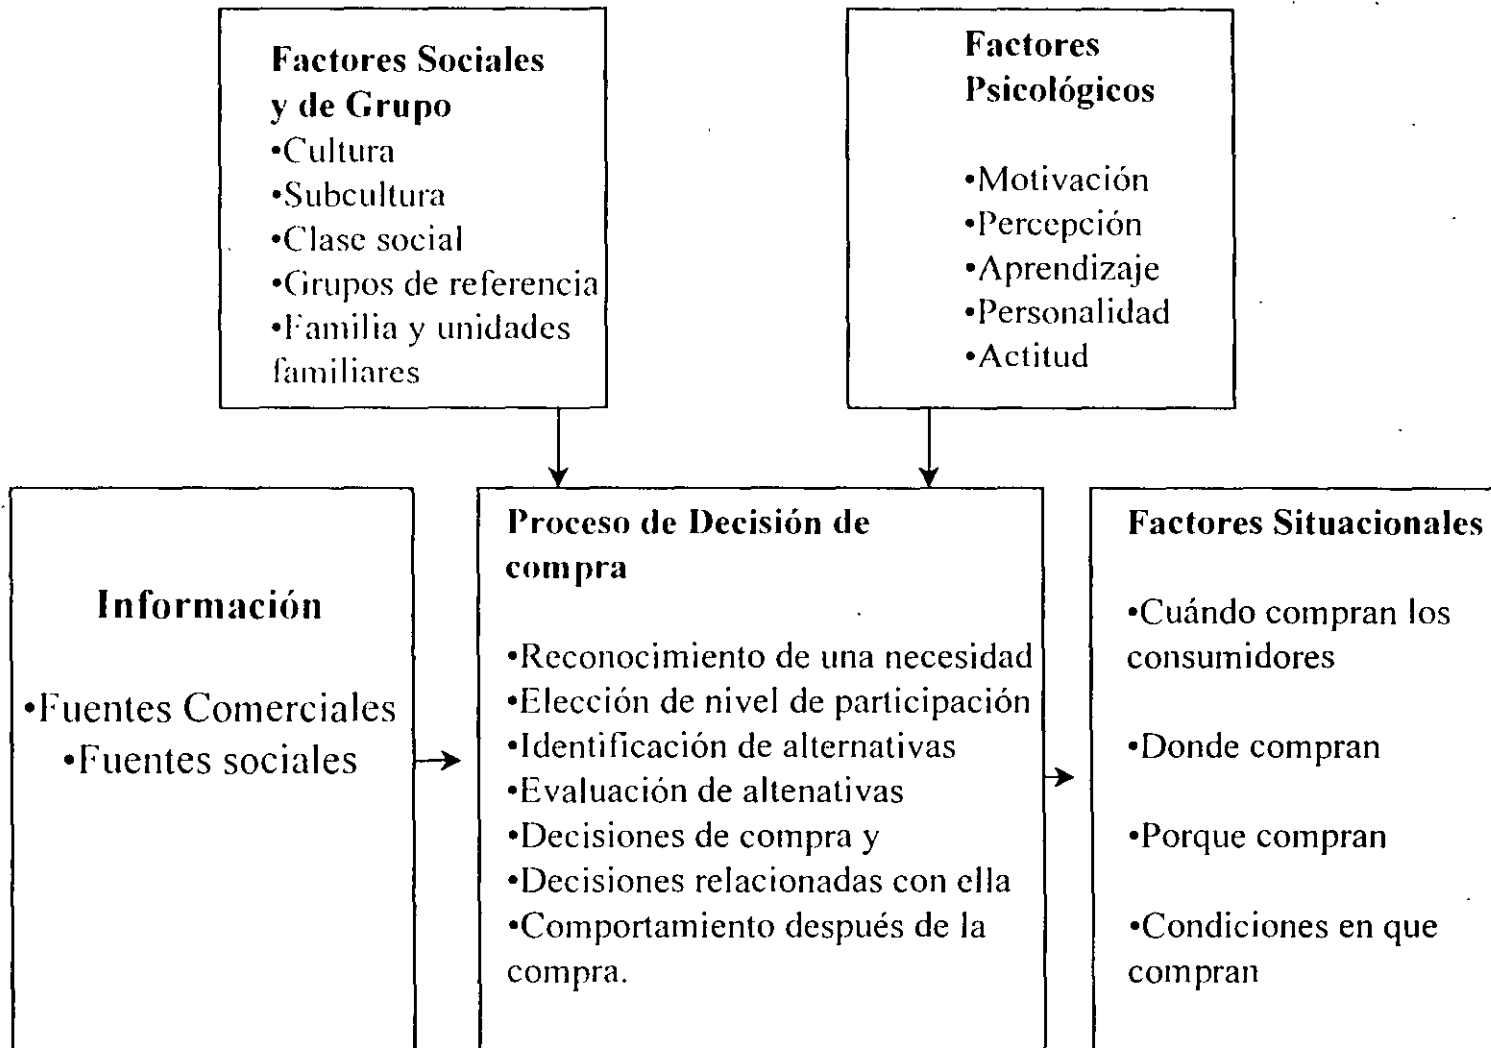 Factores Sociales
y de Grupo
•Cultura
•Subcultura
•Clase social
•Grupos de referencia
•Familia y unidades
familiares
Factores
Psicológicos
•Motivación
•Percepción
•Aprendizaje
•Personalidad
•Actitud
Información
•Fuentes Comerciales
•Fuentes sociales
Proceso de Decisión de
compra
•Reconocimiento de una necesidad
•Elección de nivel de participación
•Identificación de alternativas
•Evaluación de altenativas
•Decisiones de compra y
•Decisiones relacionadas con ella
•Comportamiento después de la
compra.
Factores Situacionales
•Cuándo compran los
consumidores
•Donde compran
•Porque compran
•Condiciones en que
compran